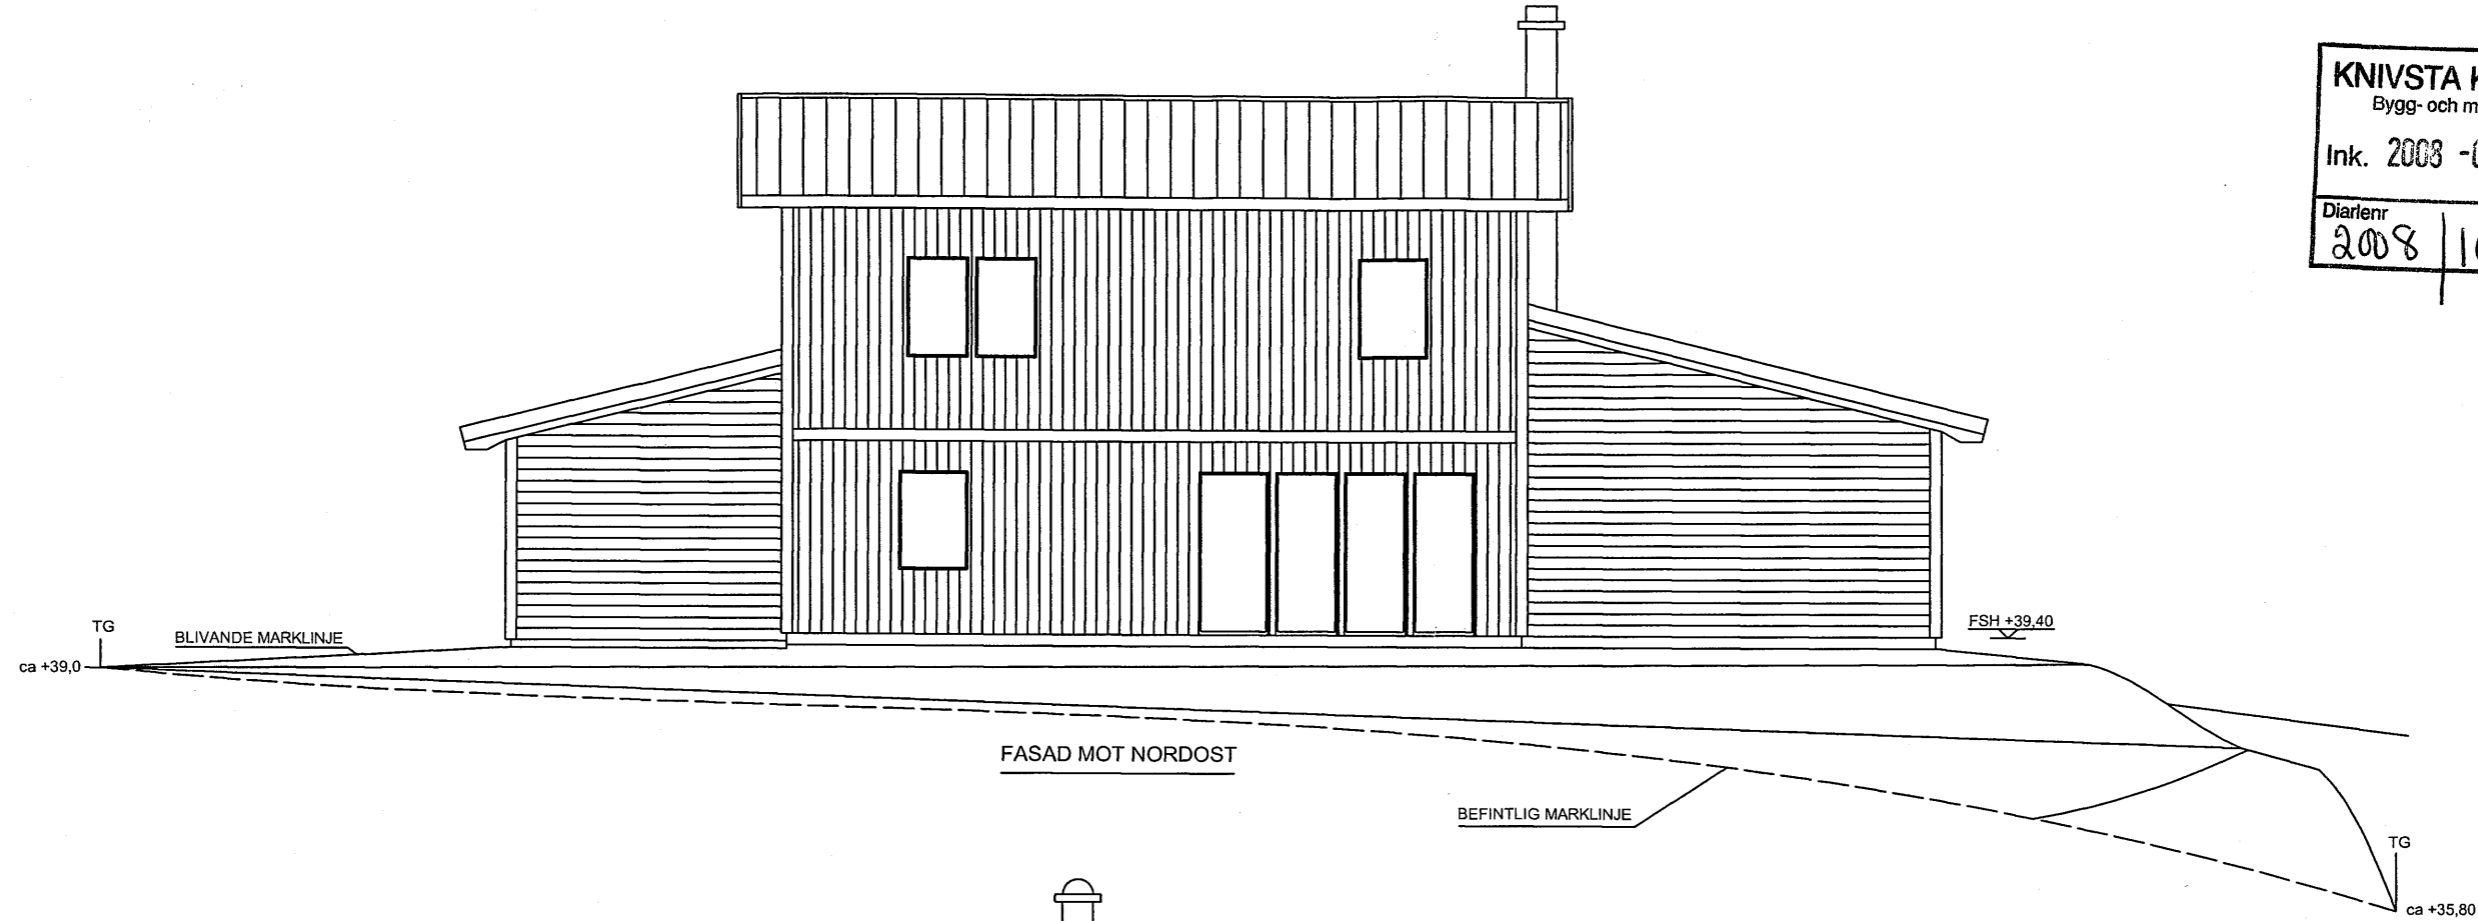 KNIVSTA
Bygg- och
Ink. 2008
Diarienr
2008
TG
BLIVANDE MARKLINJE
FSH +39,40
ca +39,0
FASAD MOT NORDOST
BEFINTLIG MARKLINJE
TG
ca +35,80